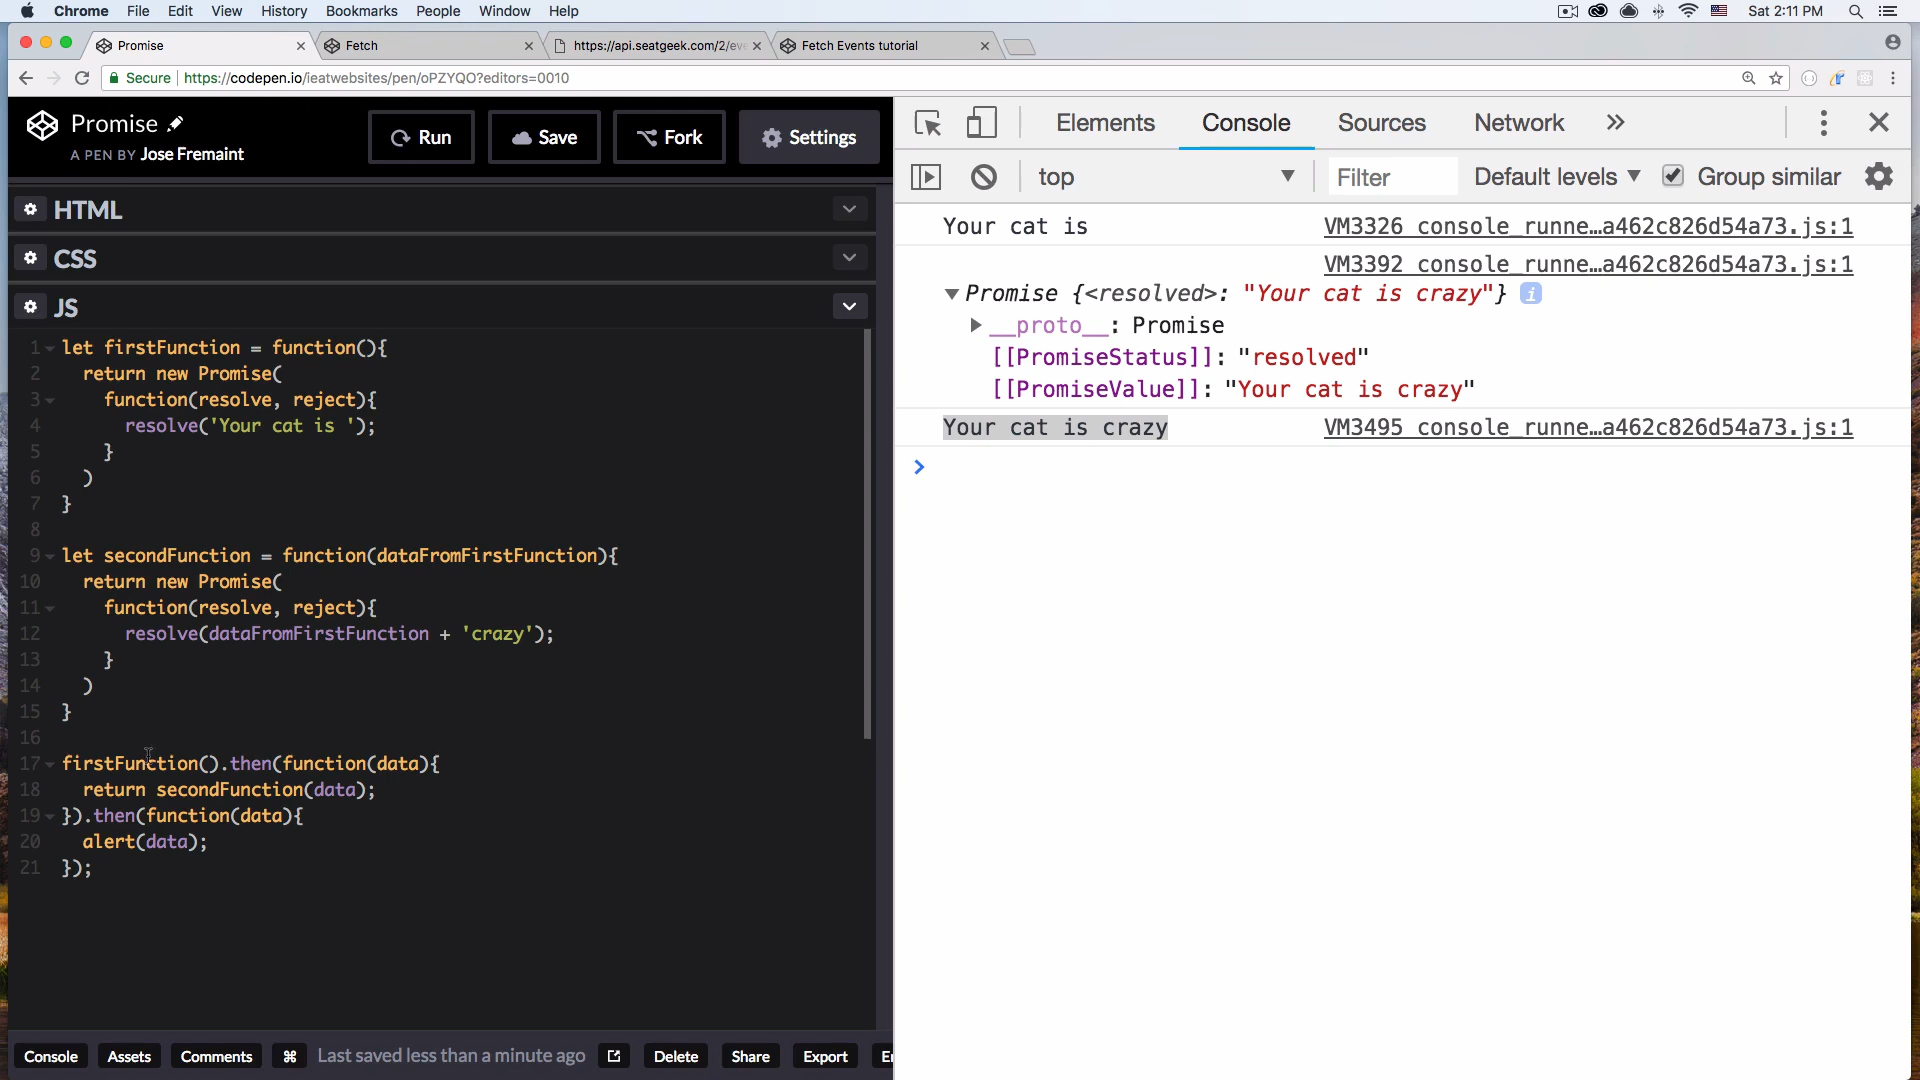 Chrome File Edit View History Bookmarks People Window Help Sat 2:11 PM
Promise Fetch https://api.seatgeek.com/2/eve Fetch Events tutorial
Secure https://codepen.io/ieatwebsites/pen/oPZYQO?editors=0010
Promise
A PEN BY Jose Fremaint
Run Save Fork Settings
HTML
CSS
JS
1 let firstFunction = function(){
2 return new Promise(
3 function(resolve, reject){
4 resolve('Your cat is ');
5 }
6 )
7 }
8
9 let secondFunction = function(dataFromFirstFunction){
10 return new Promise(
11 function(resolve, reject){
12 resolve(dataFromFirstFunction + 'crazy');
13 }
14 )
15 }
16
17 firstFunction().then(function(data){
18 return secondFunction(data);
19 }).then(function(data){
20 alert(data);
21 });
Console Assets Comments ⌘ Last saved less than a minute ago Delete Share Export
Elements Console Sources Network »
top Filter Default levels Group similar
Your cat is VM3326 console_runne…a462c826d54a73.js:1
VM3392 console_runne…a462c826d54a73.js:1
Promise {<resolved>: "Your cat is crazy"} i
__proto__: Promise
[[PromiseStatus]]: "resolved"
[[PromiseValue]]: "Your cat is crazy"
Your cat is crazy VM3495 console_runne…a462c826d54a73.js:1